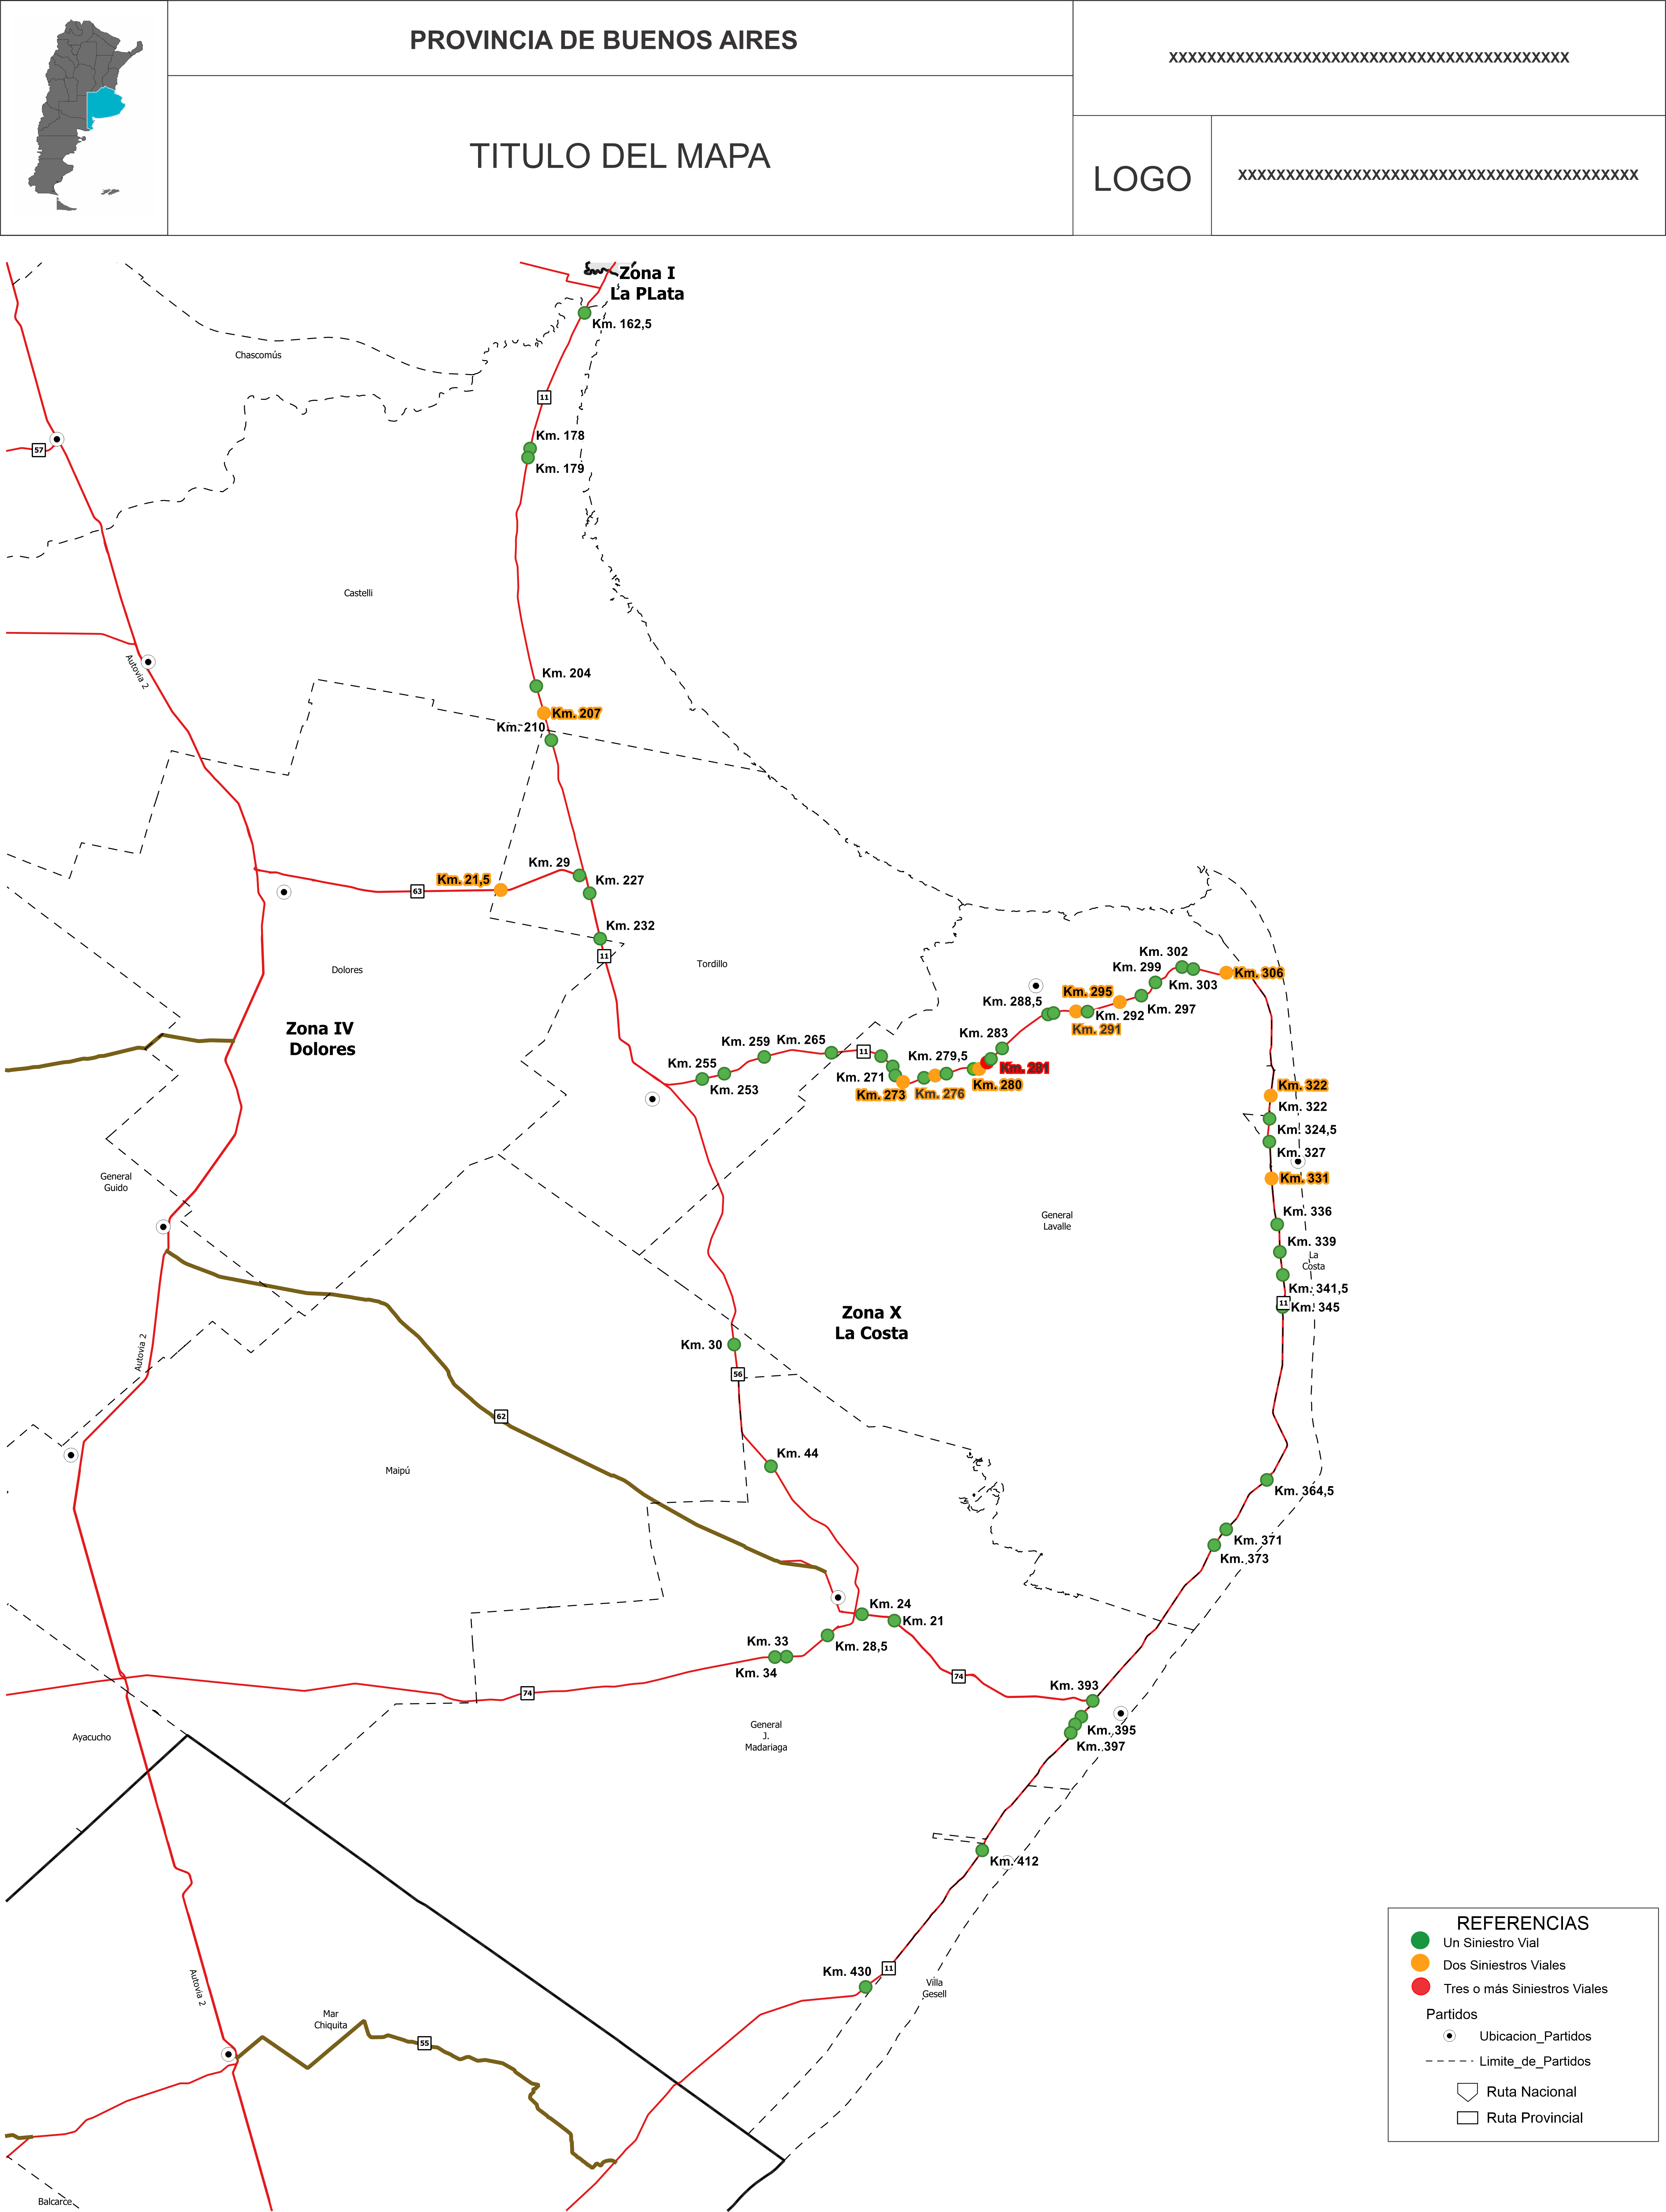 PROVINCIA DE BUENOS AIRES
TITULO DEL MAPA
xxxxxxxxxxxxxxxxxxxxxxxxxxxxxxxxxxxxxxxxxx
LOGO
xxxxxxxxxxxxxxxxxxxxxxxxxxxxxxxxxxxxxxxxxx
Zona I
La PLata
Km. 162,5
Chascomús
11
Km. 178
57
Km. 179
Castelli
Autovia 2
Km. 204
Km. 207
Km. 210
Km. 29
Km. 21,5
63
Km. 227
Km. 232
11
Dolores
Tordillo
Km. 302
Km. 299
Km. 306
Km. 303
Km. 295
Km. 288,5
Km. 297
Km. 292
Km. 291
Zona IV
Dolores
Km. 283
Km. 259
Km. 265
11
Km. 279,5
Km. 255
Km. 281
Km. 271
Km. 253
Km. 273
Km. 276
Km. 280
Km. 322
Km. 322
Km. 324,5
Km. 327
Km. 331
General
Guido
Km. 336
General
Lavalle
Km. 339
La
Costa
Km. 341,5
11
Km. 345
Zona X
La Costa
Autovia 2
Km. 30
56
62
Km. 44
Maipú
Km. 364,5
Km. 371
Km. 373
Km. 24
Km. 21
Km. 33
Km. 28,5
Km. 34
74
Km. 393
74
General
J.
Madariaga
Km. 395
Km. 397
Ayacucho
Km. 412
Autovia 2
Km. 430
11
Villa
Gesell
Mar
Chiquita
55
Balcarce
REFERENCIAS
Un Siniestro Vial
Dos Siniestros Viales
Tres o más Siniestros Viales
Partidos
Ubicacion_Partidos
Limite_de_Partidos
Ruta Nacional
Ruta Provincial